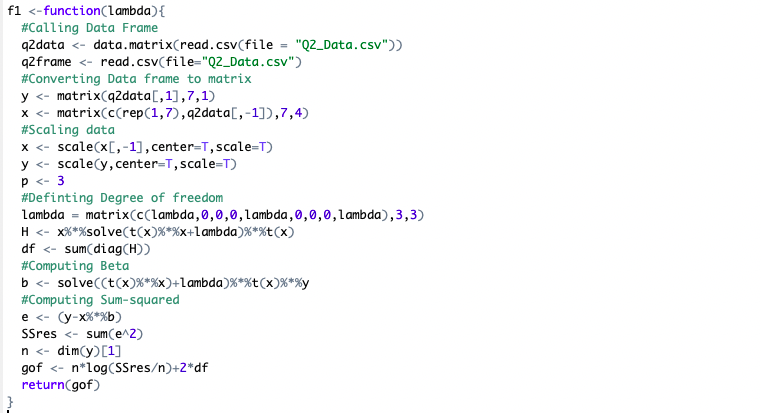 f1 <-function(lambda){
#Calling Data Frame
q2data <- data.matrix(read.csv(file = "Q2_Data.csv"))
q2frame <- read.csv(file="Q2_Data.csv")
#Converting Data frame to matrix
y <- matrix(q2data[,1],7,1)
x <- matrix(c(rep(1,7),q2data[,-1]),7,4)
#Scaling data
x <- scale(x[,-1],center=T,scale=T)
y <- scale(y,center=T,scale=T)
p <- 3
#Definting Degree of freedom
lambda = matrix(c(lambda,0,0,0,lambda,0,0,0,lambda),3,3)
H <- x%*%solve(t(x)%*%x+lambda)%*%t(x)
df <- sum(diag(H))
#Computing Beta
b <- solve((t(x)%*%x)+lambda)%*%t(x)%*%y
#Computing Sum-squared
e <- (y-x%*%b)
SSres <- sum(e^2)
n <- dim(y)[1]
gof <- n*log(SSres/n)+2*df
return(gof)
}